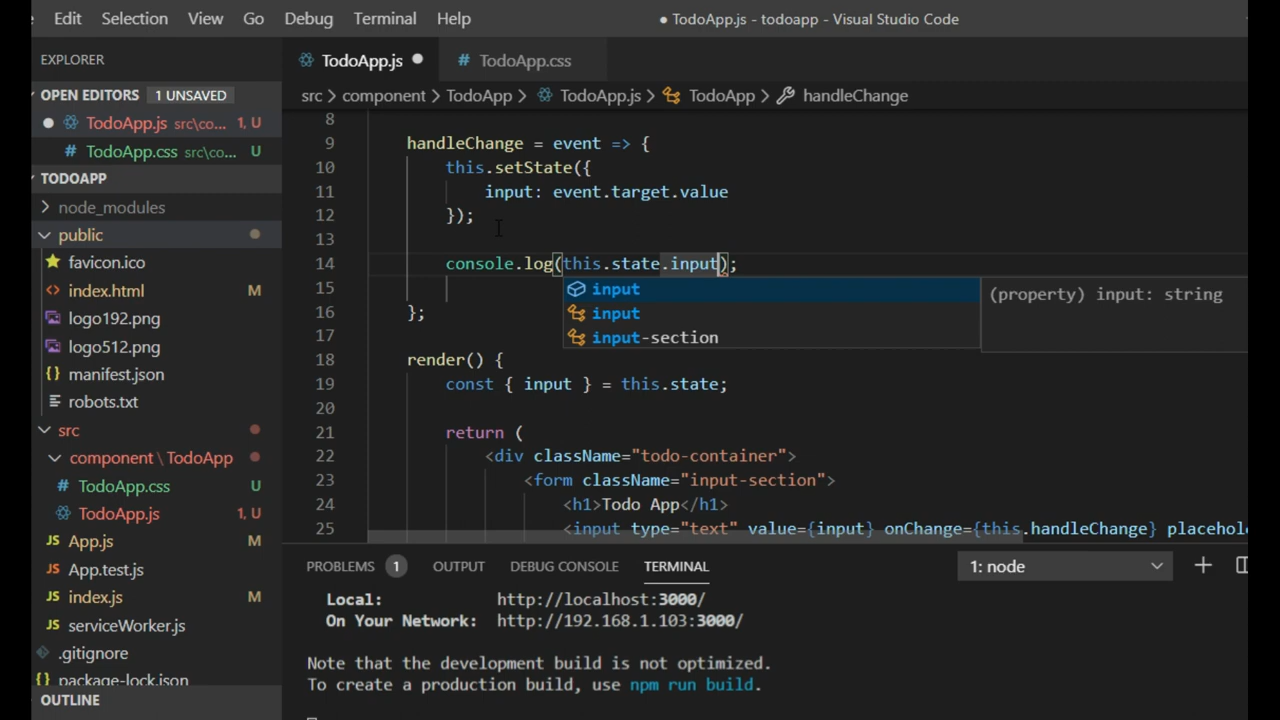 Edit Selection View Go Debug Terminal Help ● TodoApp.js - todoapp - Visual Studio Code
EXPLORER
OPEN EDITORS 1 UNSAVED
TodoApp.js src\co... 1, U
TodoApp.css src\co... U
TODOAPP
node_modules
public
favicon.ico
index.html M
logo192.png
logo512.png
manifest.json
robots.txt
src
component \ TodoApp
TodoApp.css U
TodoApp.js 1, U
App.js M
App.test.js
index.js M
serviceWorker.js
.gitignore
package-lock.json
OUTLINE
TodoApp.js ● # TodoApp.css
src > component > TodoApp > TodoApp.js > TodoApp > handleChange
8
9 handleChange = event => {
10 this.setState({
11 input: event.target.value
12 });
13
14 console.log(this.state.input);
15
16 };
17
18 render() {
19 const { input } = this.state;
20
21 return (
22 <div className="todo-container">
23 <form className="input-section">
24 <h1>Todo App</h1>
25 <input type="text" value={input} onChange={this.handleChange} placehol
input
input
input-section
(property) input: string
PROBLEMS 1 OUTPUT DEBUG CONSOLE TERMINAL 1: node
Local: http://localhost:3000/
On Your Network: http://192.168.1.103:3000/
Note that the development build is not optimized.
To create a production build, use npm run build.